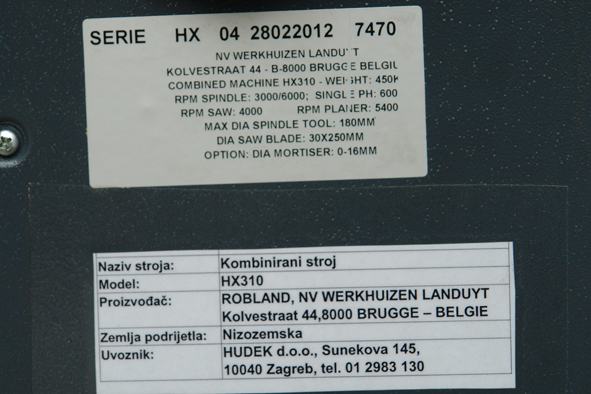 SERIE HX 04 28022012 7470
NV WERKHUIZEN LANDUYT
KOLVESTRAAT 44 - B-8000 BRUGGE BELGIU
COMBINED MACHINE HX310 - WEIGHT: 450K
RPM SPINDLE: 3000/6000; SINGLE PH: 600
RPM SAW: 4000 RPM PLANER: 5400
MAX DIA SPINDLE TOOL: 180MM
DIA SAW BLADE: 30X250MM
OPTION: DIA MORTISER: 0-16MM
Naziv stroja: Kombinirani stroj
Model: HX310
Proizvođač: ROBLAND, NV WERKHUIZEN LANDUYT
Kolvestraat 44,8000 BRUGGE – BELGIE
Zemlja podrijetla: Nizozemska
Uvoznik: HUDEK d.o.o., Sunekova 145,
10040 Zagreb, tel. 01 2983 130